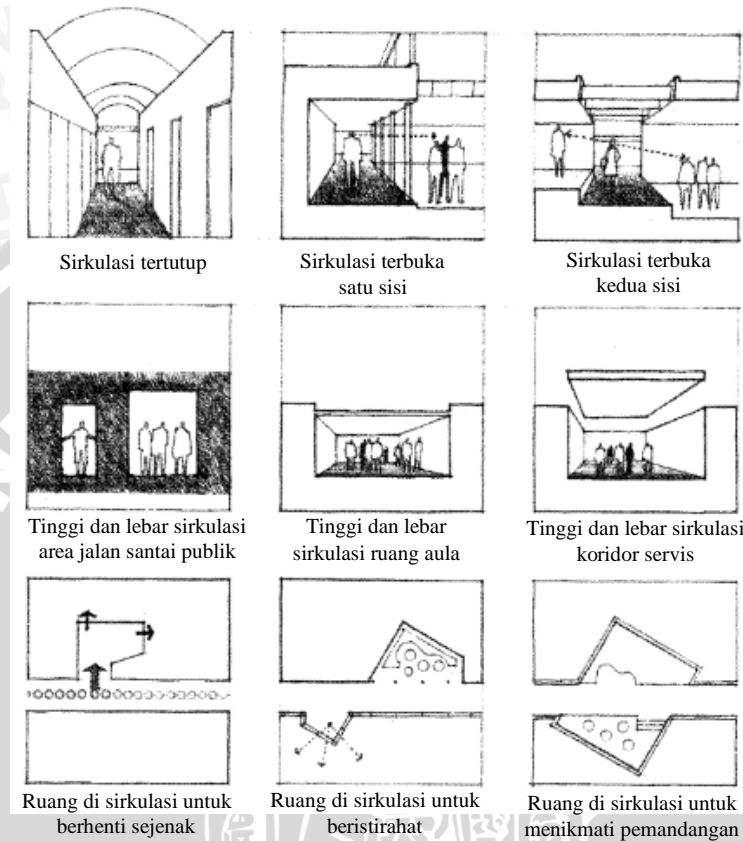 Sirkulasi tertutup
Sirkulasi terbuka
satu sisi
Sirkulasi terbuka
kedua sisi
Tinggi dan lebar sirkulasi
area jalan santai publik
Tinggi dan lebar
sirkulasi ruang aula
Tinggi dan lebar sirkulasi
koridor servis
Ruang di sirkulasi untuk
berhenti sejenak
Ruang di sirkulasi untuk
beristirahat
Ruang di sirkulasi untuk
menikmati pemandangan